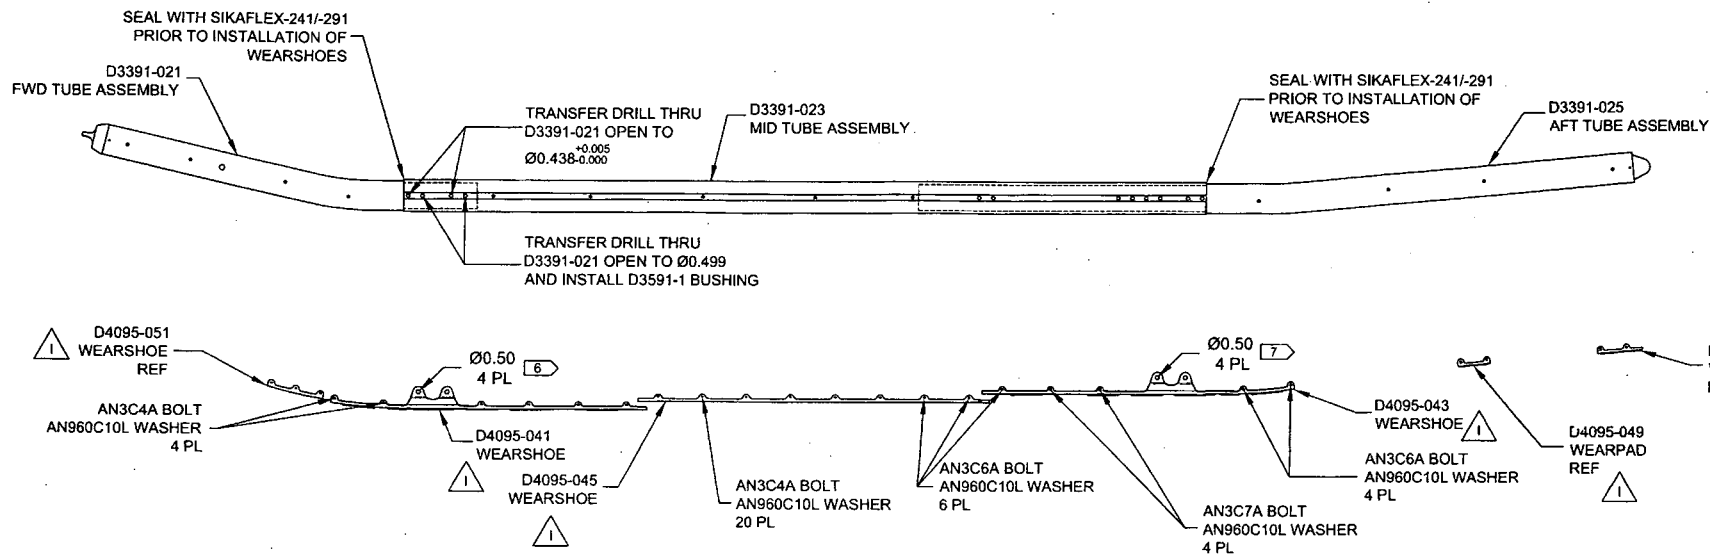 SEAL WITH SIKAFLEX-241/-291
PRIOR TO INSTALLATION OF
WEARSHOES
D3391-021
FWD TUBE ASSEMBLY
TRANSFER DRILL THRU
D3391-021 OPEN TO
Ø0.438+0.005-0.000
D3391-023
MID TUBE ASSEMBLY
SEAL WITH SIKAFLEX-241/-291
PRIOR TO INSTALLATION OF
WEARSHOES
D3391-025
AFT TUBE ASSEMBLY
TRANSFER DRILL THRU
D3391-021 OPEN TO Ø0.499
AND INSTALL D3591-1 BUSHING
D4095-051
WEARSHOE
REF
1
Ø0.50
4 PL
6
AN3C4A BOLT
AN960C10L WASHER
4 PL
D4095-041
WEARSHOE
1
D4095-045
WEARSHOE
1
AN3C4A BOLT
AN960C10L WASHER
20 PL
AN3C6A BOLT
AN960C10L WASHER
6 PL
Ø0.50
4 PL
7
AN3C7A BOLT
AN960C10L WASHER
4 PL
D4095-043
WEARSHOE
1
AN3C6A BOLT
AN960C10L WASHER
4 PL
D4095-049
WEARPAD
REF
1